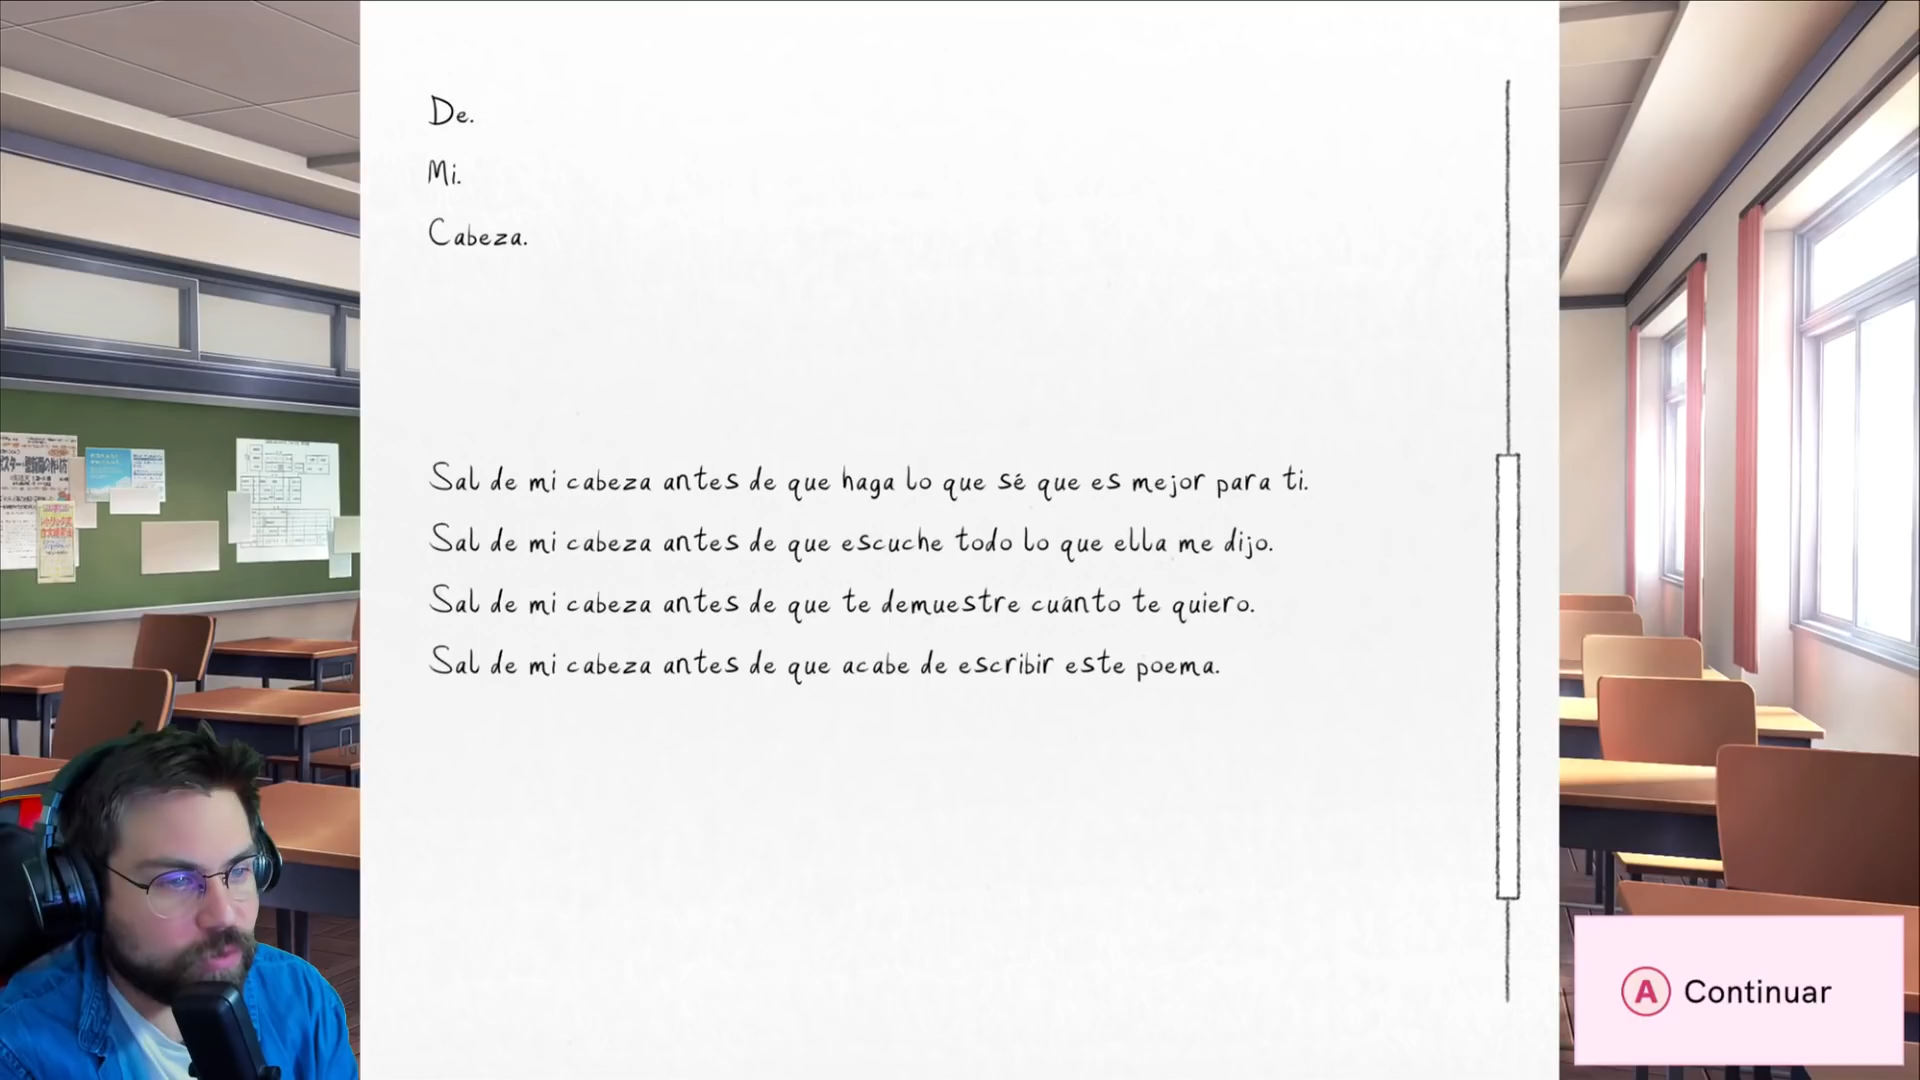 De.
Mi.
Cabeza.
Sal de mi cabeza antes de que haga lo que sé que es mejor para ti.
Sal de mi cabeza antes de que escuche todo lo que ella me dijo.
Sal de mi cabeza antes de que te demuestre cuánto te quiero.
Sal de mi cabeza antes de que acabe de escribir este poema.
A Continuar